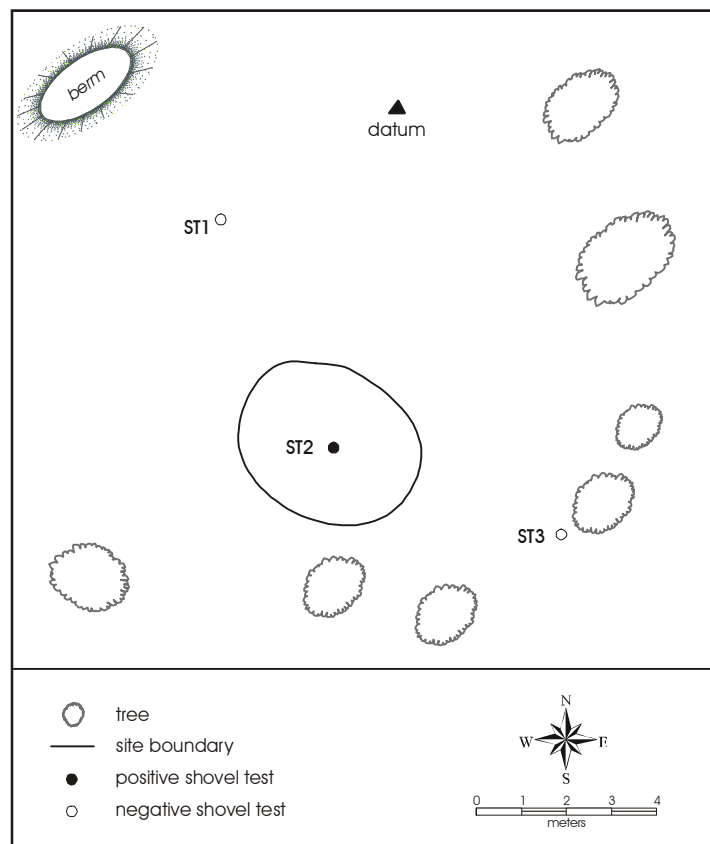 berm
datum
ST1
ST2
ST3
tree
site boundary
positive shovel test
negative shovel test
N
W E
S
0 1 2 3 4
meters